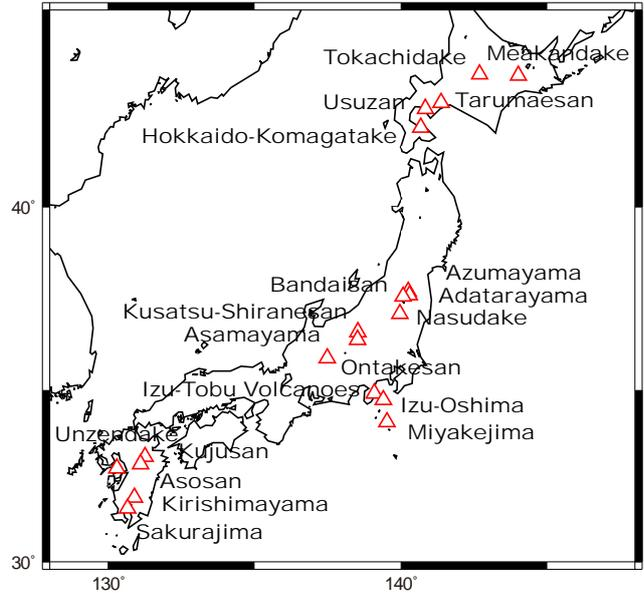 Tokachidake
Meakandake
Usuzan
Tarumaesan
Hokkaido-Komagatake
40°
Bandaisan
Azumayama
Adatarayama
Kusatsu-Shiranesan
Nasudake
Asamayama
Ontakesan
Izu-Tobu Volcanoes
Izu-Oshima
Miyakejima
Unzendake
Kujusan
Asosan
Kirishimayama
Sakurajima
30°
130°
140°